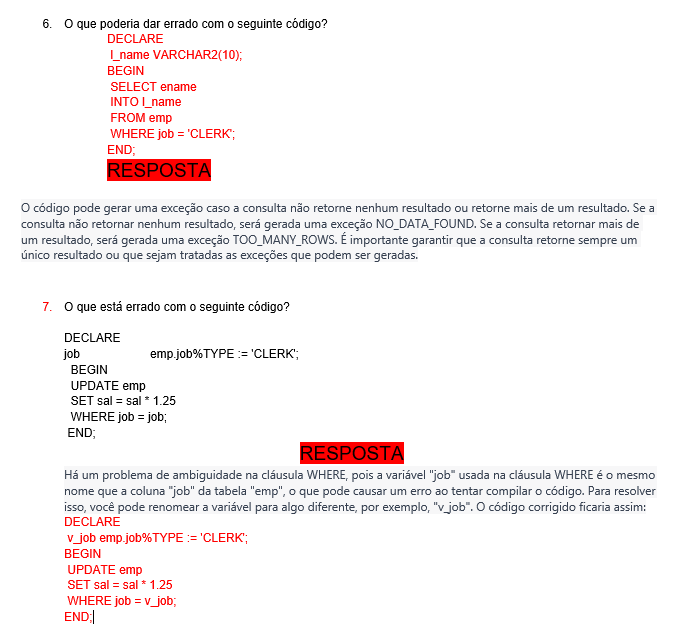 6. O que poderia dar errado com o seguinte código?
DECLARE
l_name VARCHAR2(10);
BEGIN
SELECT ename
INTO l_name
FROM emp
WHERE job = 'CLERK';
END;
RESPOSTA
O código pode gerar uma exceção caso a consulta não retorne nenhum resultado ou retorne mais de um resultado. Se a
consulta não retornar nenhum resultado, será gerada uma exceção NO_DATA_FOUND. Se a consulta retornar mais de
um resultado, será gerada uma exceção TOO_MANY_ROWS. É importante garantir que a consulta retorne sempre um
único resultado ou que sejam tratadas as exceções que podem ser geradas.
7. O que está errado com o seguinte código?
DECLARE
job emp.job%TYPE := 'CLERK';
BEGIN
UPDATE emp
SET sal = sal * 1.25
WHERE job = job;
END;
RESPOSTA
Há um problema de ambiguidade na cláusula WHERE, pois a variável "job" usada na cláusula WHERE é o mesmo
nome que a coluna "job" da tabela "emp", o que pode causar um erro ao tentar compilar o código. Para resolver
isso, você pode renomear a variável para algo diferente, por exemplo, "v_job". O código corrigido ficaria assim:
DECLARE
v_job emp.job%TYPE := 'CLERK';
BEGIN
UPDATE emp
SET sal = sal * 1.25
WHERE job = v_job;
END;